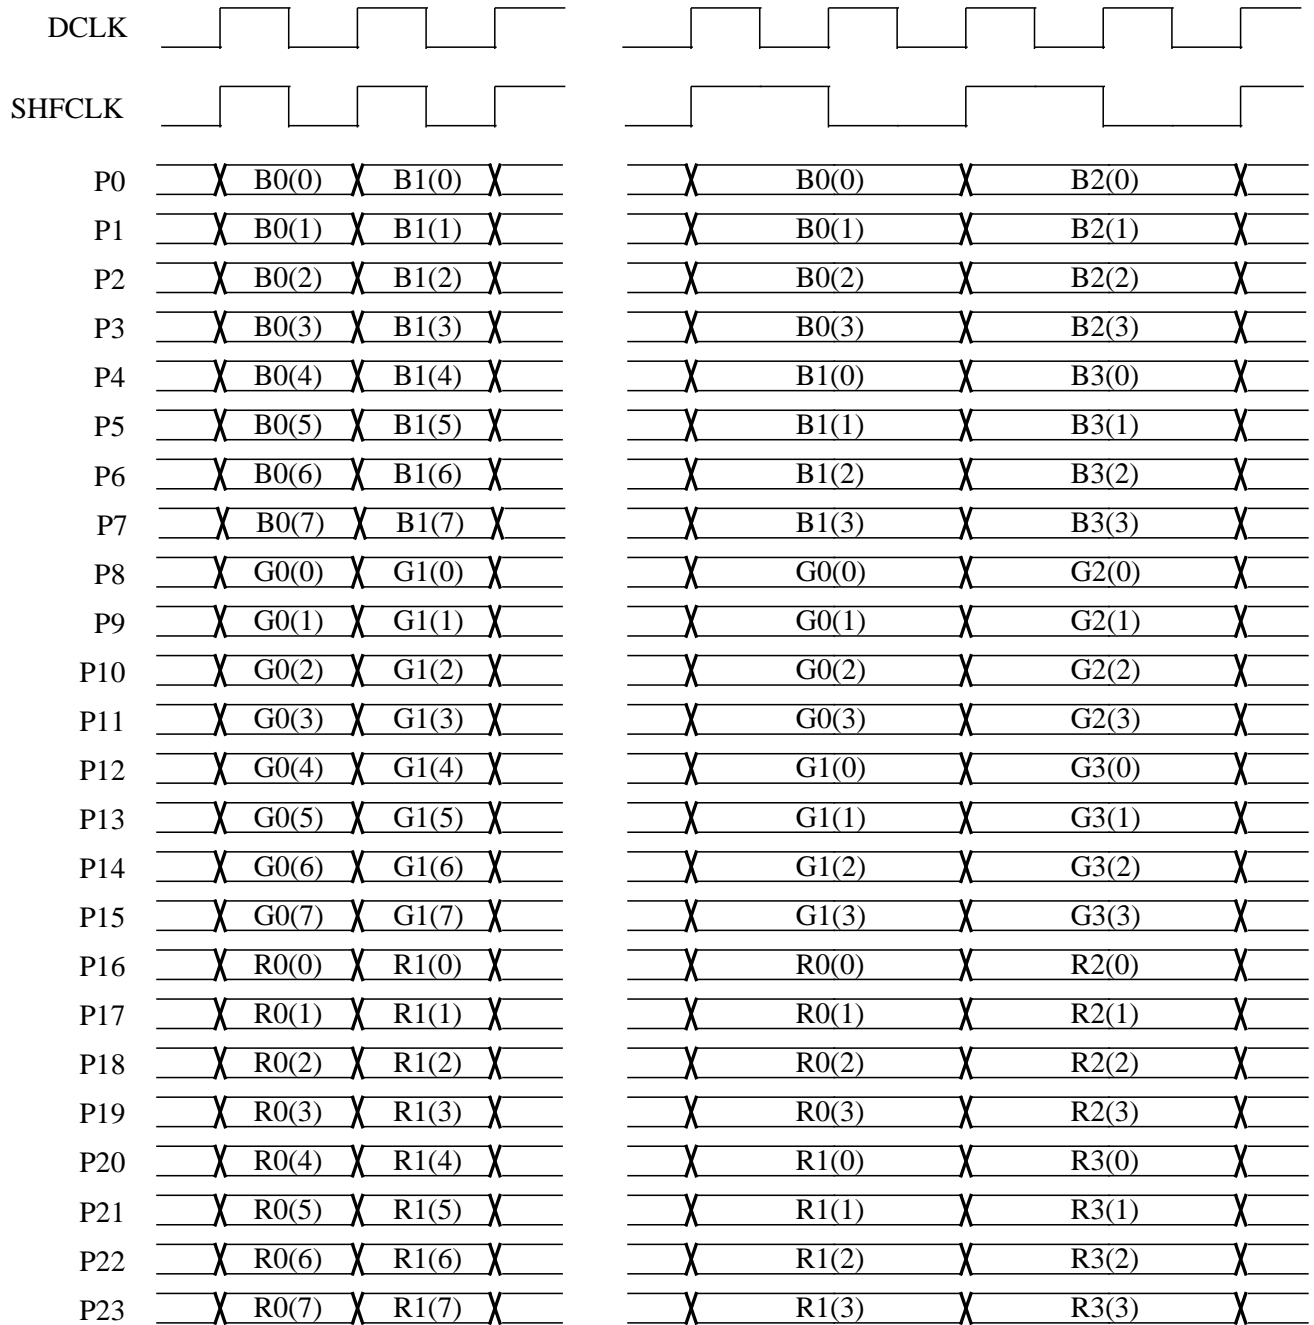 DCLK
SHFCLK
P0 B0(0) B1(0) B0(0) B2(0)
P1 B0(1) B1(1) B0(1) B2(1)
P2 B0(2) B1(2) B0(2) B2(2)
P3 B0(3) B1(3) B0(3) B2(3)
P4 B0(4) B1(4) B1(0) B3(0)
P5 B0(5) B1(5) B1(1) B3(1)
P6 B0(6) B1(6) B1(2) B3(2)
P7 B0(7) B1(7) B1(3) B3(3)
P8 G0(0) G1(0) G0(0) G2(0)
P9 G0(1) G1(1) G0(1) G2(1)
P10 G0(2) G1(2) G0(2) G2(2)
P11 G0(3) G1(3) G0(3) G2(3)
P12 G0(4) G1(4) G1(0) G3(0)
P13 G0(5) G1(5) G1(1) G3(1)
P14 G0(6) G1(6) G1(2) G3(2)
P15 G0(7) G1(7) G1(3) G3(3)
P16 R0(0) R1(0) R0(0) R2(0)
P17 R0(1) R1(1) R0(1) R2(1)
P18 R0(2) R1(2) R0(2) R2(2)
P19 R0(3) R1(3) R0(3) R2(3)
P20 R0(4) R1(4) R1(0) R3(0)
P21 R0(5) R1(5) R1(1) R3(1)
P22 R0(6) R1(6) R1(2) R3(2)
P23 R0(7) R1(7) R1(3) R3(3)